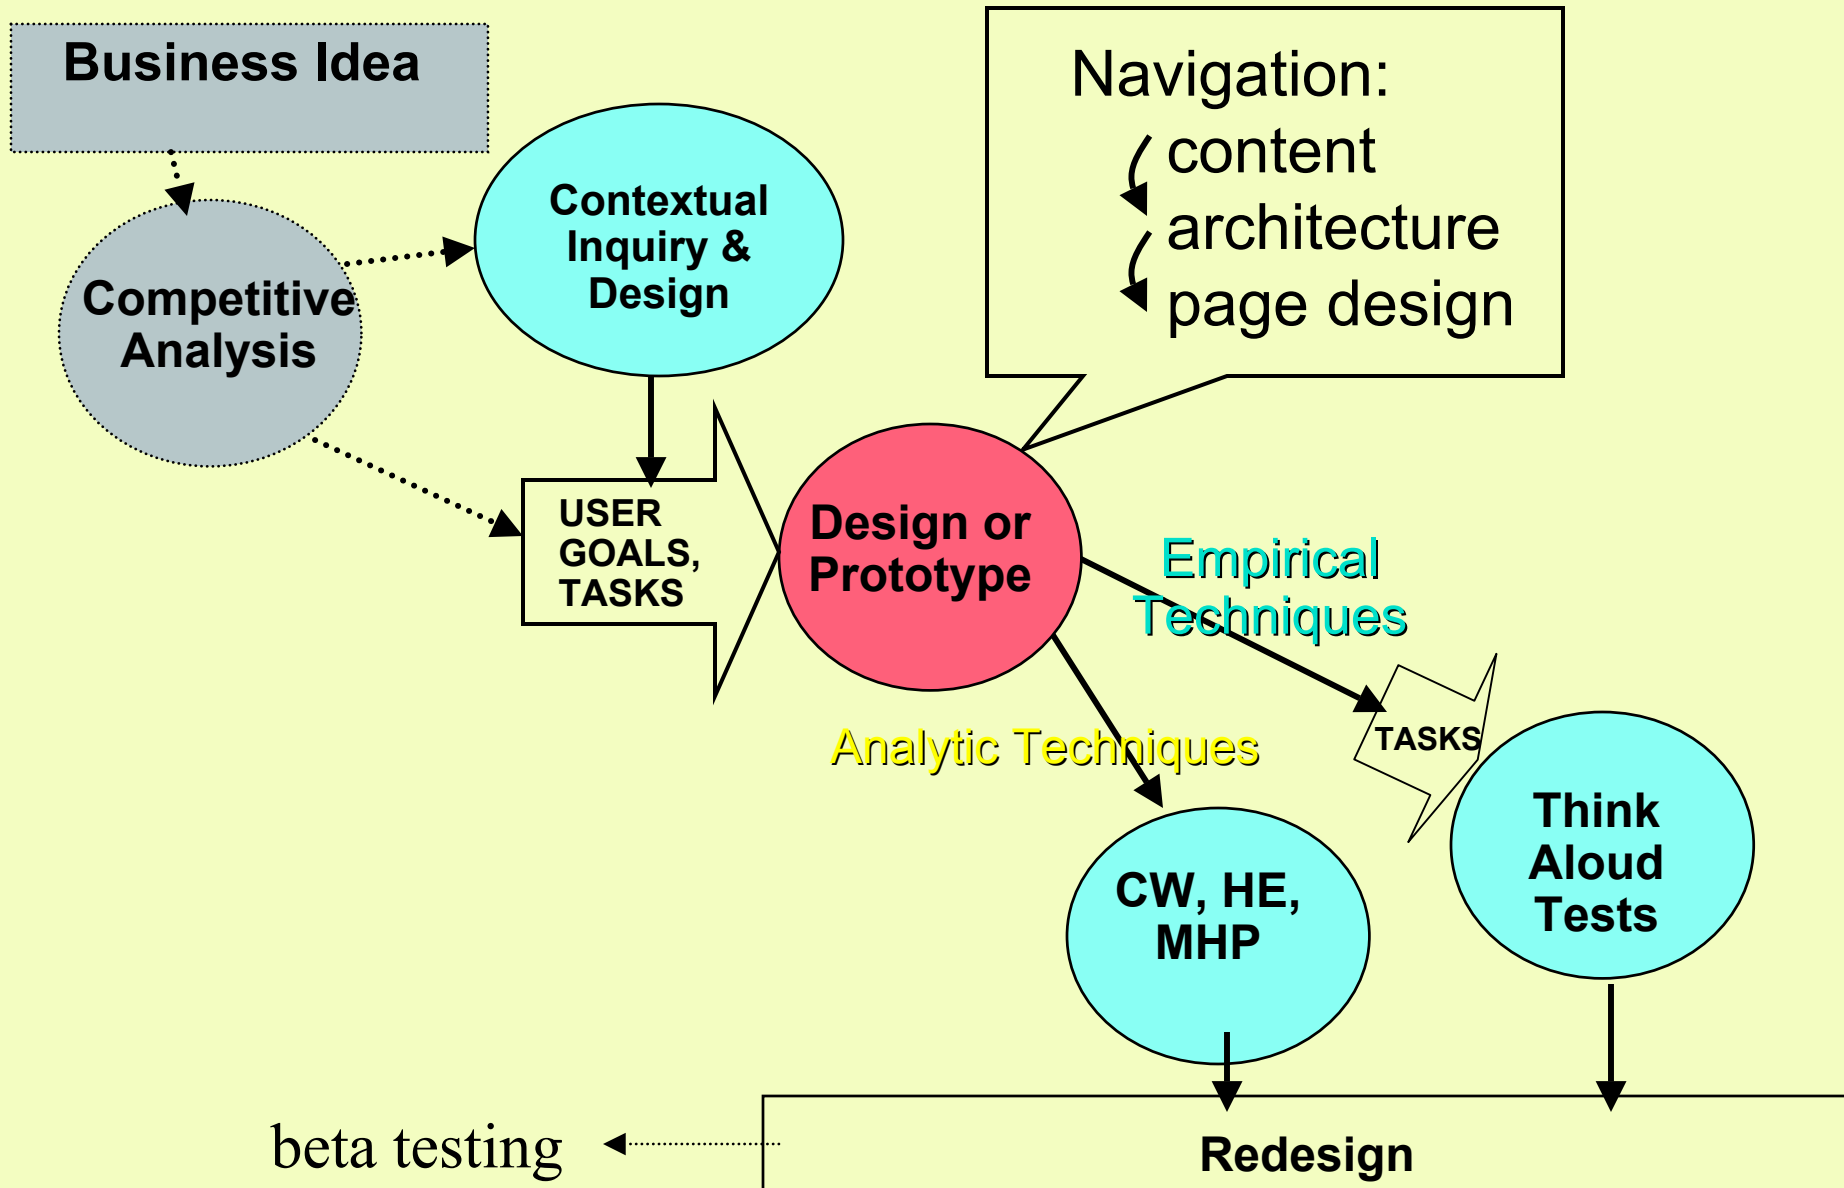 Business Idea
Competitive
Analysis
Contextual
Inquiry &
Design
Navigation:
content
architecture
page design
USER
GOALS,
TASKS
Design or
Prototype
Empirical
Techniques
Analytic Techniques
TASKS
Think
Aloud
Tests
CW, HE,
MHP
beta testing
Redesign